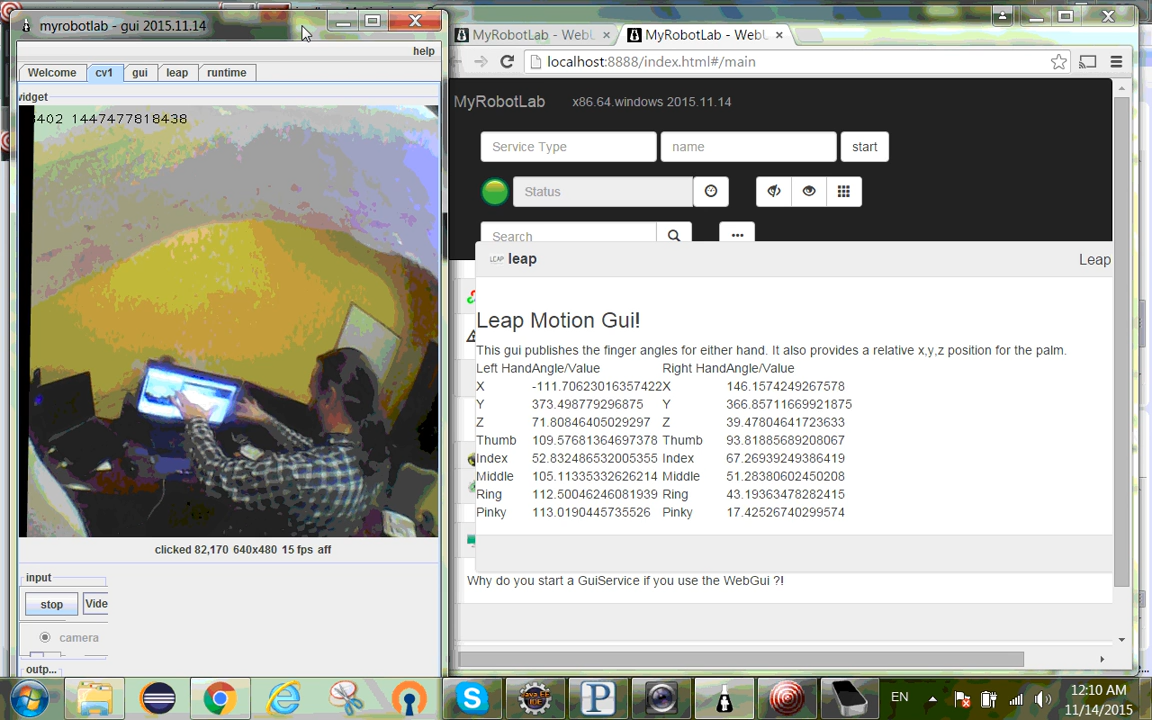 myrobotlab - gui 2015.11.14
help
Welcome cv1 gui leap runtime
widget
3402 1447477818438
clicked 82,170 640x480 15 fps aff
input
stop Vide
camera
outp...
MyRobotLab - WebU MyRobotLab - WebU
localhost:8888/index.html#/main
MyRobotLab x86.64.windows 2015.11.14
Service Type name start
Status
Search ...
LEAP leap Leap
Leap Motion Gui!
This gui publishes the finger angles for either hand. It also provides a relative x,y,z position for the palm.
Left HandAngle/Value Right HandAngle/Value
X -111.70623016357422X 146.1574249267578
Y 373.498779296875 Y 366.85711669921875
Z 71.80846405029297 Z 39.47804641723633
Thumb 109.57681364697378 Thumb 93.81885689208067
Index 52.832486532005355 Index 67.26939249386419
Middle 105.11335332626214 Middle 51.28380602450208
Ring 112.50046246081939 Ring 43.19363478282415
Pinky 113.0190445735526 Pinky 17.42526740299574
Why do you start a GuiService if you use the WebGui ?!
EN 12:10 AM
11/14/2015